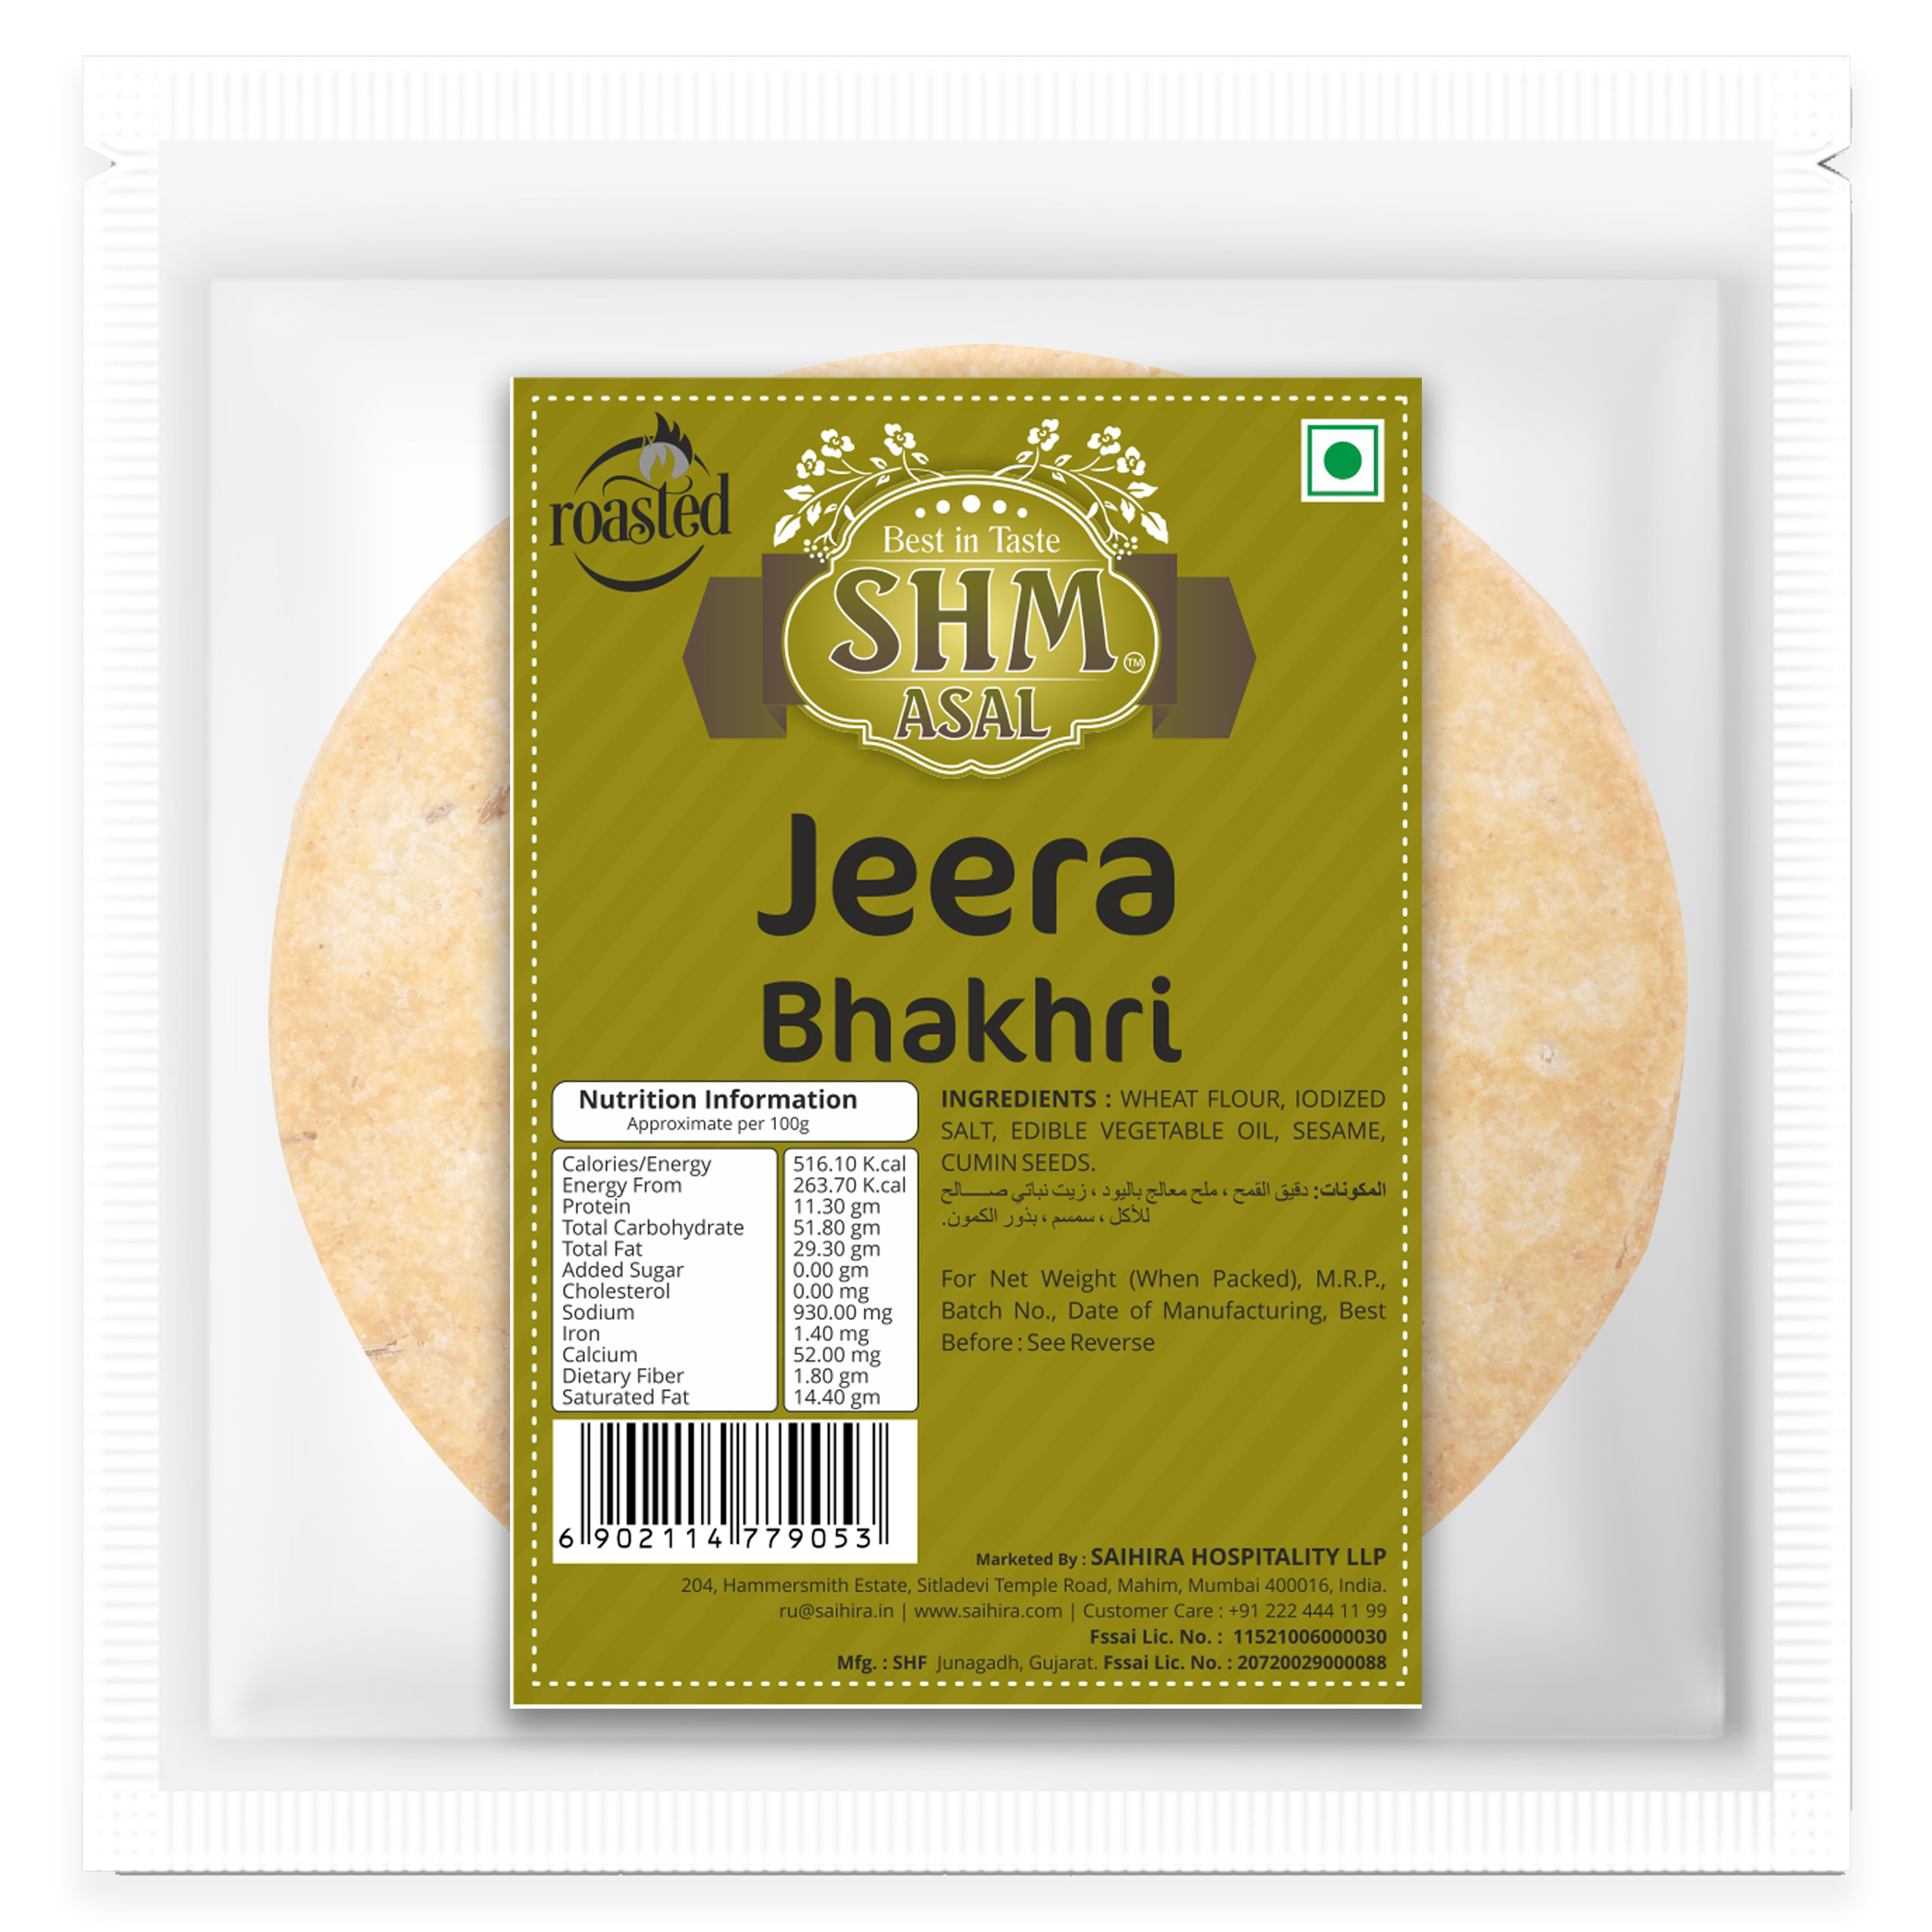 roasted
Best in Taste
SHM
TM
ASAL
Jeera
Bhakhri
Nutrition Information
Approximate per 100g
Calories/Energy 516.10 K.cal
Energy From 263.70 K.cal
Protein 11.30 gm
Total Carbohydrate 51.80 gm
Total Fat 29.30 gm
Added Sugar 0.00 gm
Cholesterol 0.00 mg
Sodium 930.00 mg
Iron 1.40 mg
Calcium 52.00 mg
Dietary Fiber 1.80 gm
Saturated Fat 14.40 gm
INGREDIENTS : WHEAT FLOUR, IODIZED
SALT, EDIBLE VEGETABLE OIL, SESAME,
CUMIN SEEDS.
المكونات: دقيق القمح ، ملح معالج باليود ، زيت نباتي صـــالح
للأكل ، سمسم ، بذور الكمون.
For Net Weight (When Packed), M.R.P.,
Batch No., Date of Manufacturing, Best
Before : See Reverse
6 902114 779053
Marketed By : SAIHIRA HOSPITALITY LLP
204, Hammersmith Estate, Sitladevi Temple Road, Mahim, Mumbai 400016, India.
ru@saihira.in | www.saihira.com | Customer Care : +91 222 444 11 99
Fssai Lic. No. : 11521006000030
Mfg. : SHF Junagadh, Gujarat. Fssai Lic. No. : 20720029000088